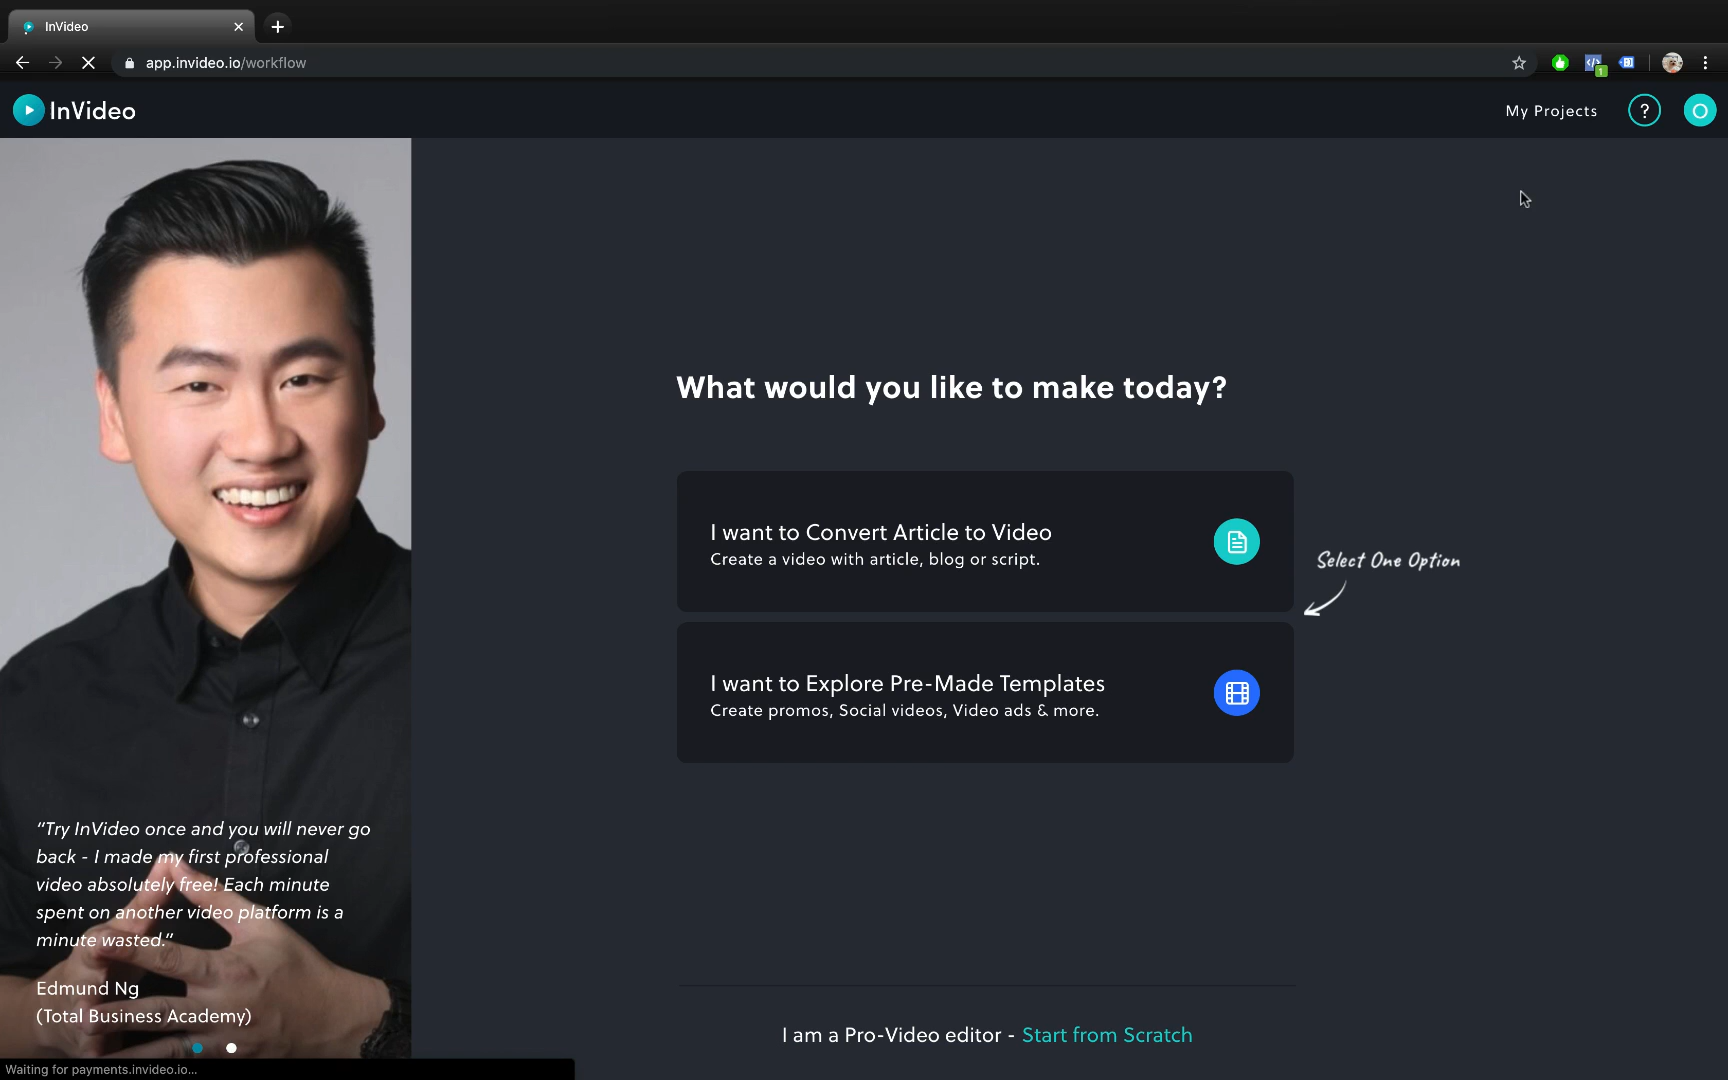 InVideo
app.invideo.io/workflow
1
InVideo
My Projects
?
O
What would you like to make today?
I want to Convert Article to Video
Create a video with article, blog or script.
Select One Option
I want to Explore Pre-Made Templates
Create promos, Social videos, Video ads & more.
“Try InVideo once and you will never go
back - I made my first professional
video absolutely free! Each minute
spent on another video platform is a
minute wasted.”
Edmund Ng
(Total Business Academy)
I am a Pro-Video editor - Start from Scratch
Waiting for payments.invideo.io...